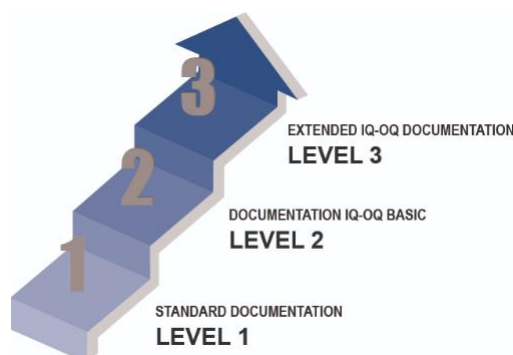 3
EXTENDED IQ-OQ DOCUMENTATION
LEVEL 3
2
DOCUMENTATION IQ-OQ BASIC
LEVEL 2
1
STANDARD DOCUMENTATION
LEVEL 1